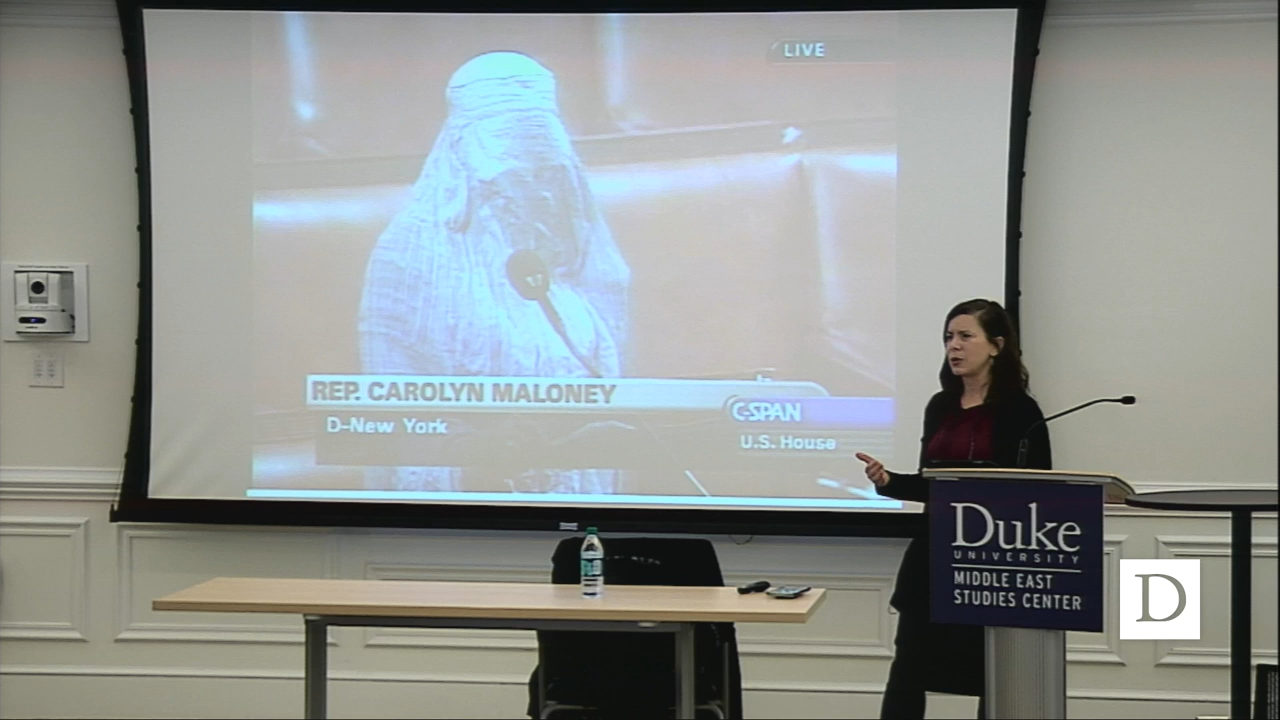 LIVE
REP. CAROLYN MALONEY
D-New York
C-SPAN
U.S. House
Duke
UNIVERSITY
MIDDLE EAST
STUDIES CENTER
D